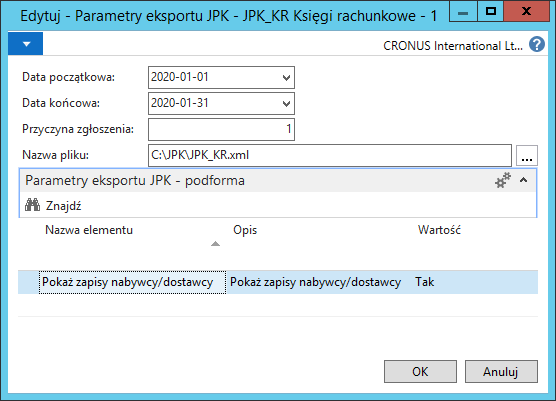 Edytuj - Parametry eksportu JPK - JPK_KR Księgi rachunkowe - 1
CRONUS International Lt... ?
Data początkowa: 2020-01-01
Data końcowa: 2020-01-31
Przyczyna zgłoszenia: 1
Nazwa pliku: C:\JPK\JPK_KR.xml ...
Parametry eksportu JPK - podforma
Znajdź
Nazwa elementu Opis Wartość
Pokaż zapisy nabywcy/dostawcy Pokaż zapisy nabywcy/dostawcy Tak
OK Anuluj